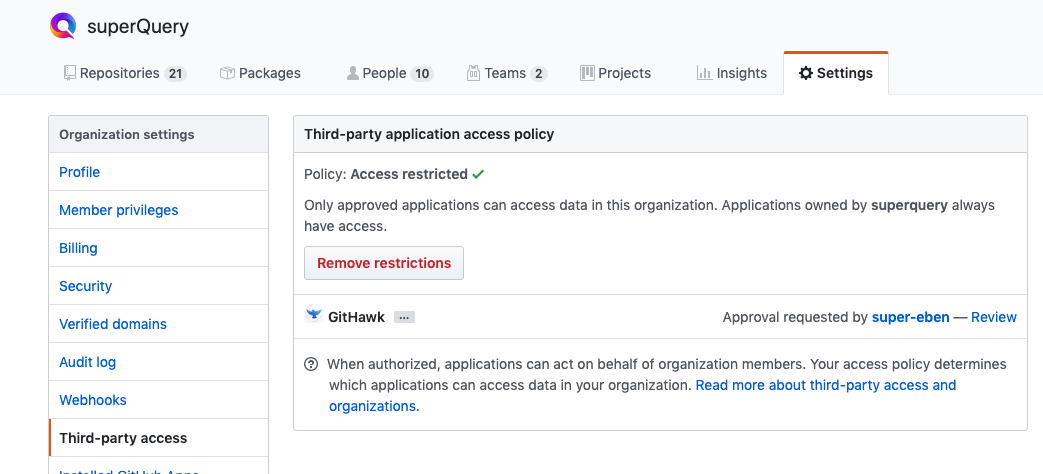 superQuery
Repositories 21 Packages People 10 Teams 2 Projects Insights Settings
Organization settings
Profile
Member privileges
Billing
Security
Verified domains
Audit log
Webhooks
Third-party access
Installed GitHub Apps
Third-party application access policy
Policy: Access restricted
Only approved applications can access data in this organization. Applications owned by superquery always
have access.
Remove restrictions
GitHawk ... Approval requested by super-eben — Review
When authorized, applications can act on behalf of organization members. Your access policy determines
which applications can access data in your organization. Read more about third-party access and
organizations.